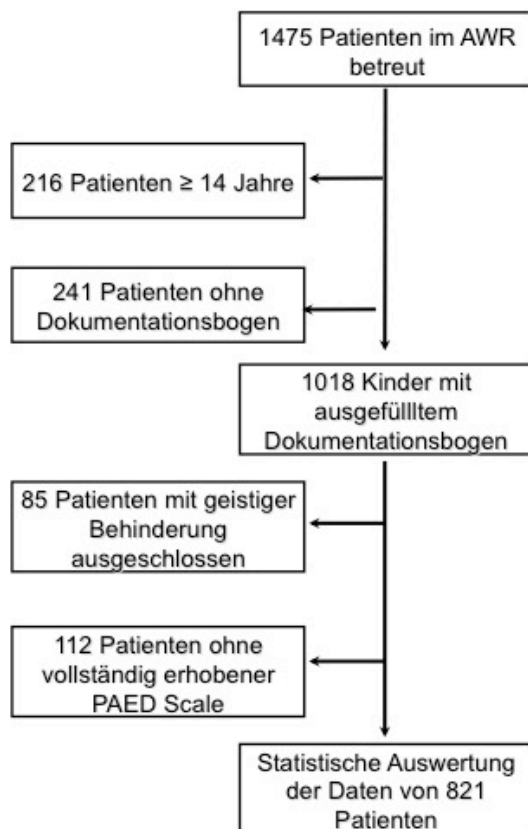 1475 Patienten im AWR
betreut
216 Patienten ≥ 14 Jahre
241 Patienten ohne
Dokumentationsbogen
1018 Kinder mit
ausgefüllltem
Dokumentationsbogen
85 Patienten mit geistiger
Behinderung
ausgeschlossen
112 Patienten ohne
vollständig erhobener
PAED Scale
Statistische Auswertung
der Daten von 821
Patienten